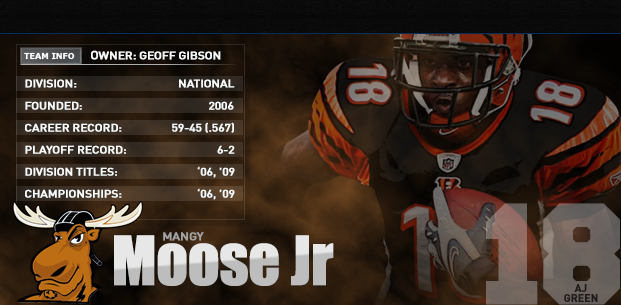 TEAM INFO OWNER: GEOFF GIBSON
DIVISION: NATIONAL
FOUNDED: 2006
CAREER RECORD: 59-45 (.567)
PLAYOFF RECORD: 6-2
DIVISION TITLES: '06, '09
CHAMPIONSHIPS: '06, '09
18
18
NFL
MANGY
Moose Jr
18
AJ
GREEN